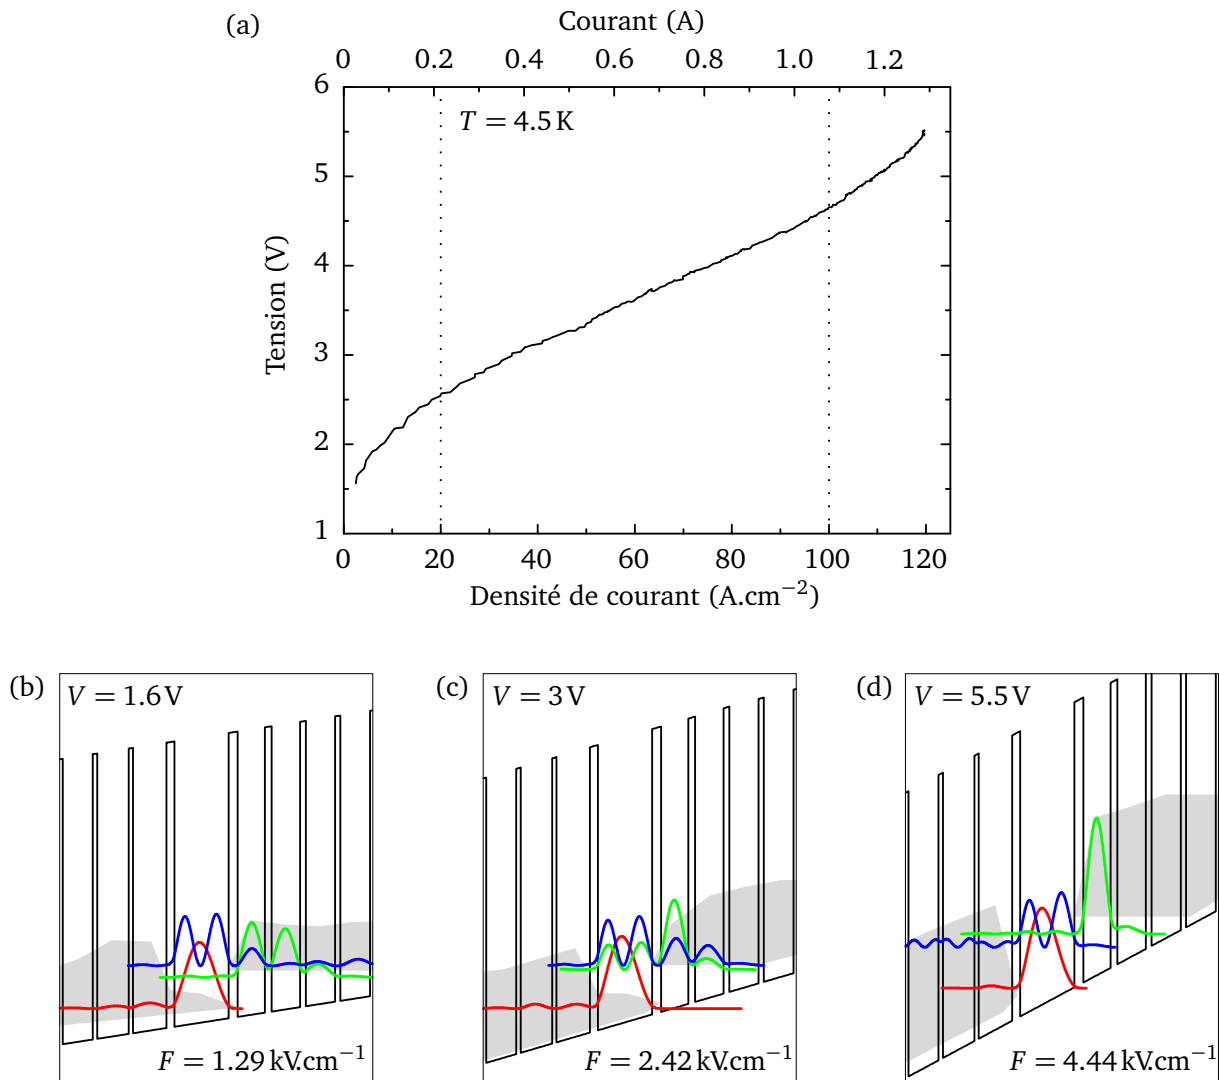 (a)
Courant (A)
0 0.2 0.4 0.6 0.8 1.0 1.2
T = 4.5 K
Tension (V)
6
5
4
3
2
1
0 20 40 60 80 100 120
Densité de courant (A.cm⁻²)
(b) V = 1.6 V
F = 1.29 kV.cm⁻¹
(c) V = 3 V
F = 2.42 kV.cm⁻¹
(d) V = 5.5 V
F = 4.44 kV.cm⁻¹